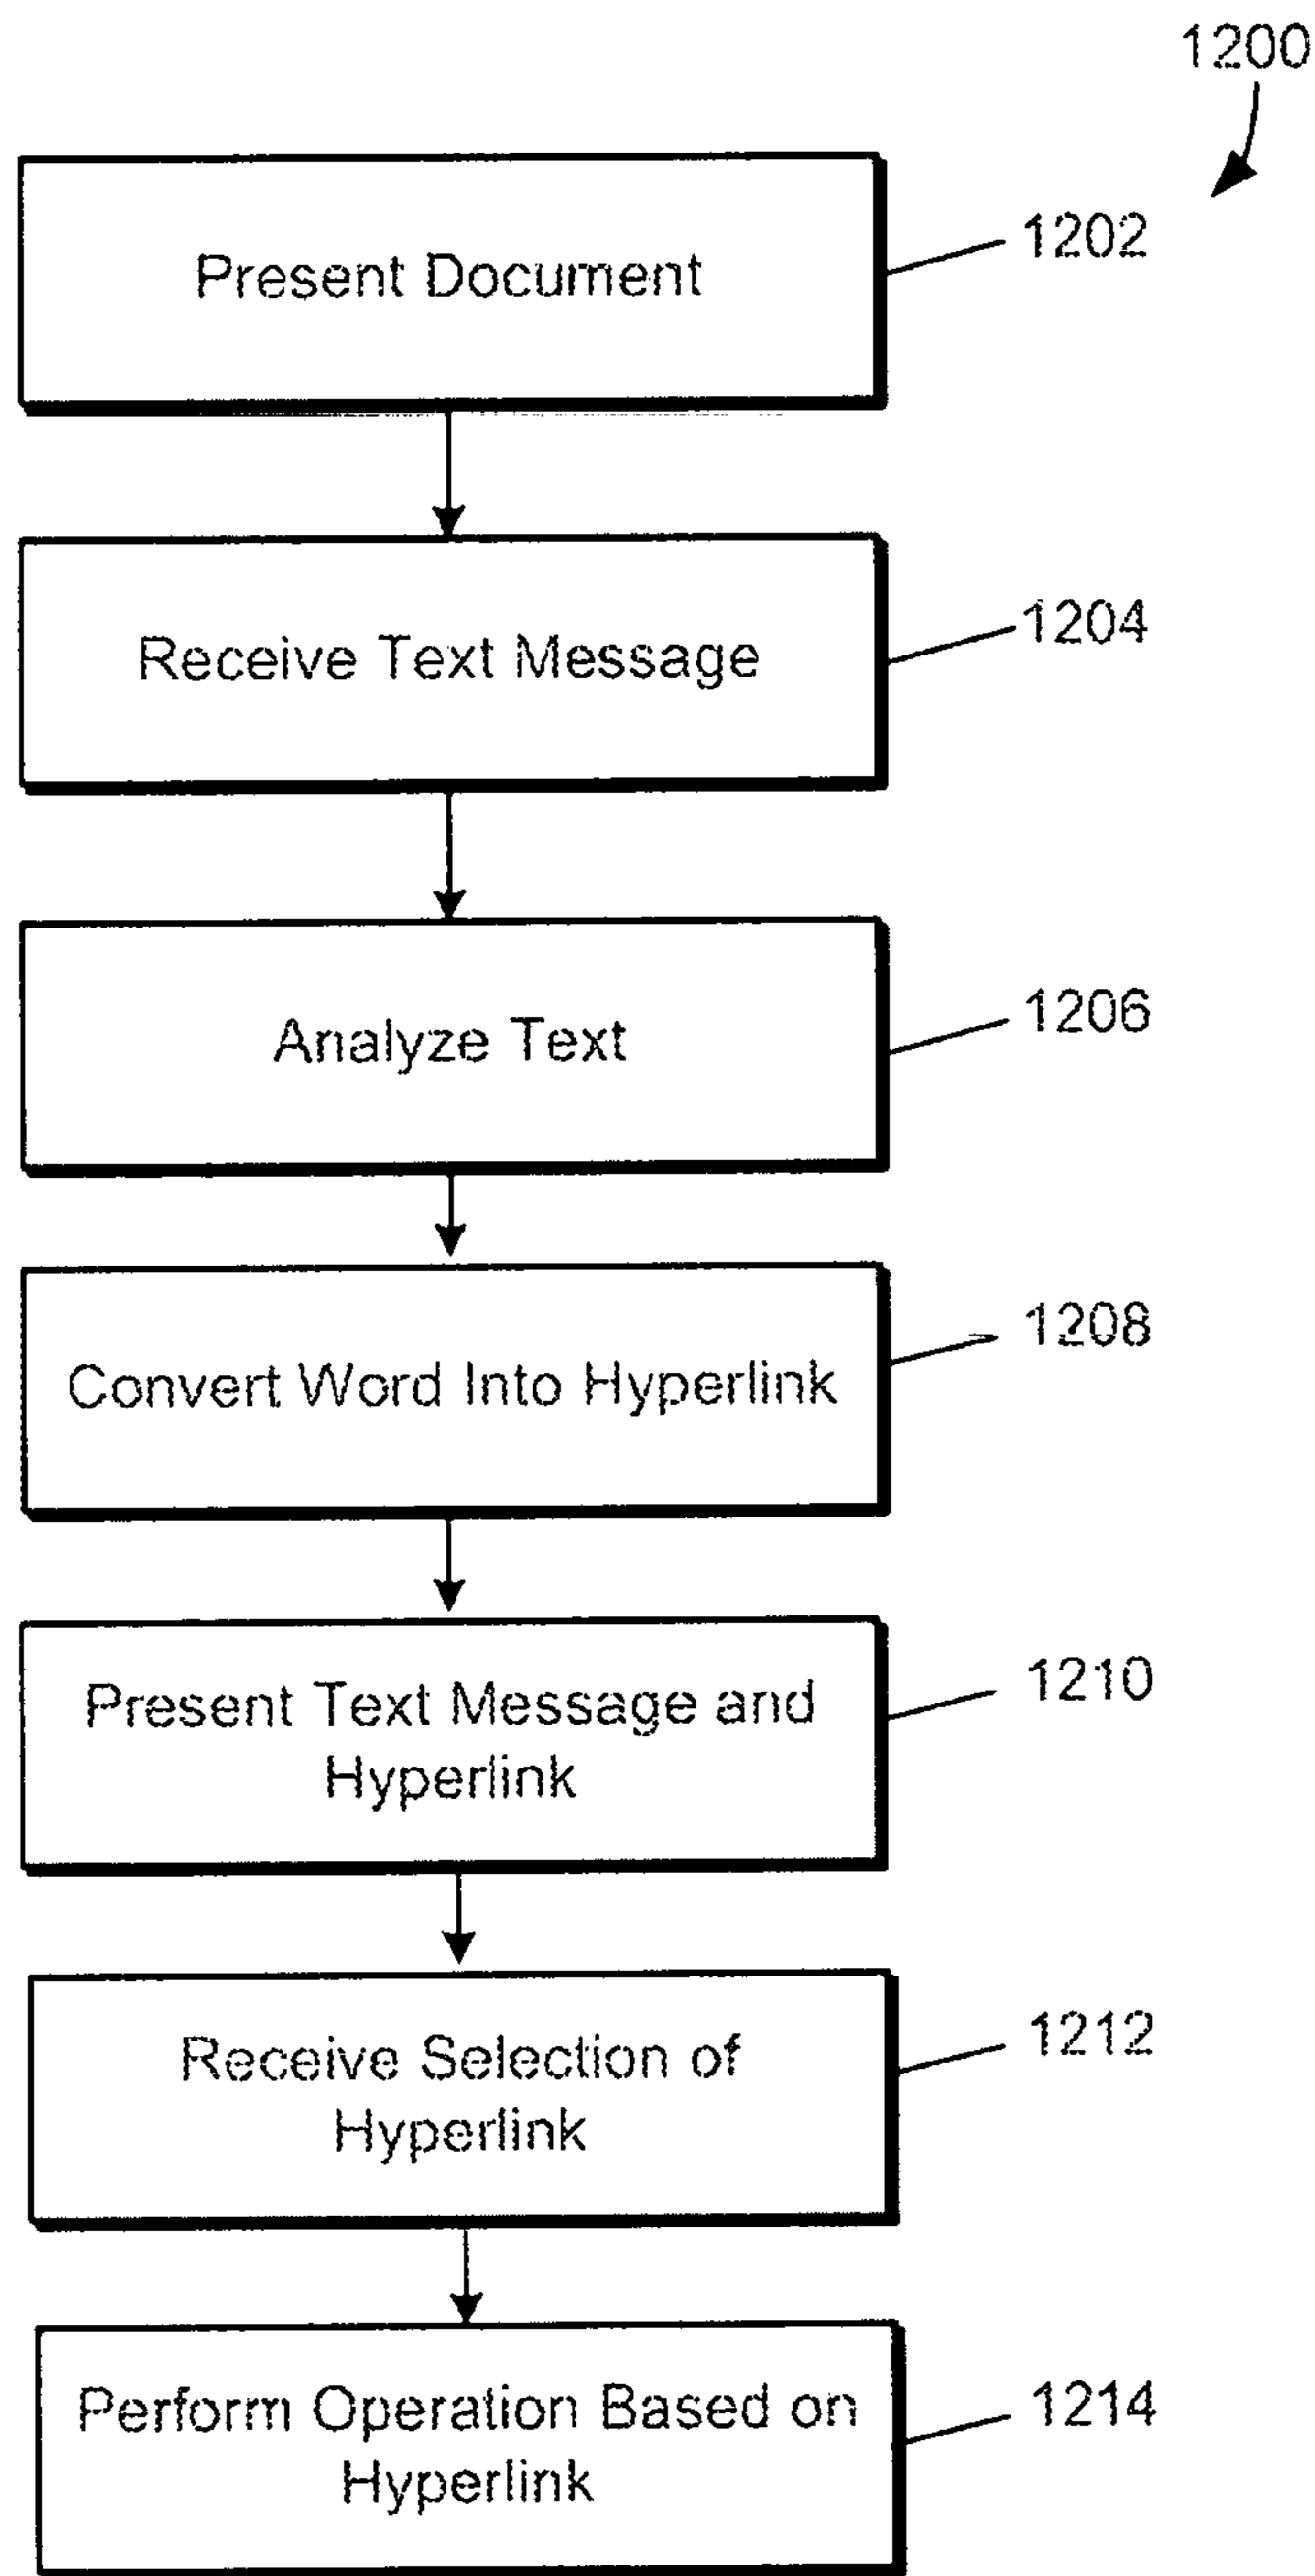 1200
Present Document
1202
Receive Text Message
1204
Analyze Text
1206
Convert Word Into Hyperlink
1208
Present Text Message and
Hyperlink
1210
Receive Selection of
Hyperlink
1212
Perform Operation Based on
Hyperlink
1214